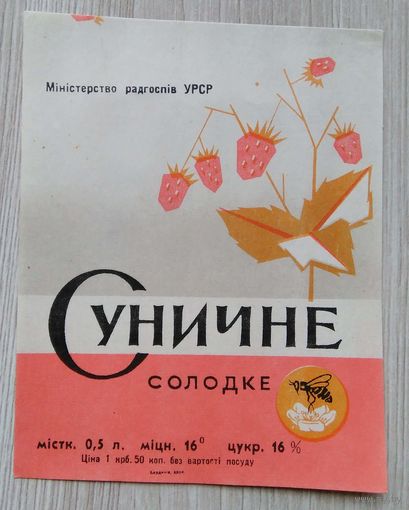 Міністерство радгоспів УРСР
Суничне
солодке
містк. 0,5 л. міцн. 16° цукр. 16%
Ціна 1 крб. 50 коп. без вартості посуду